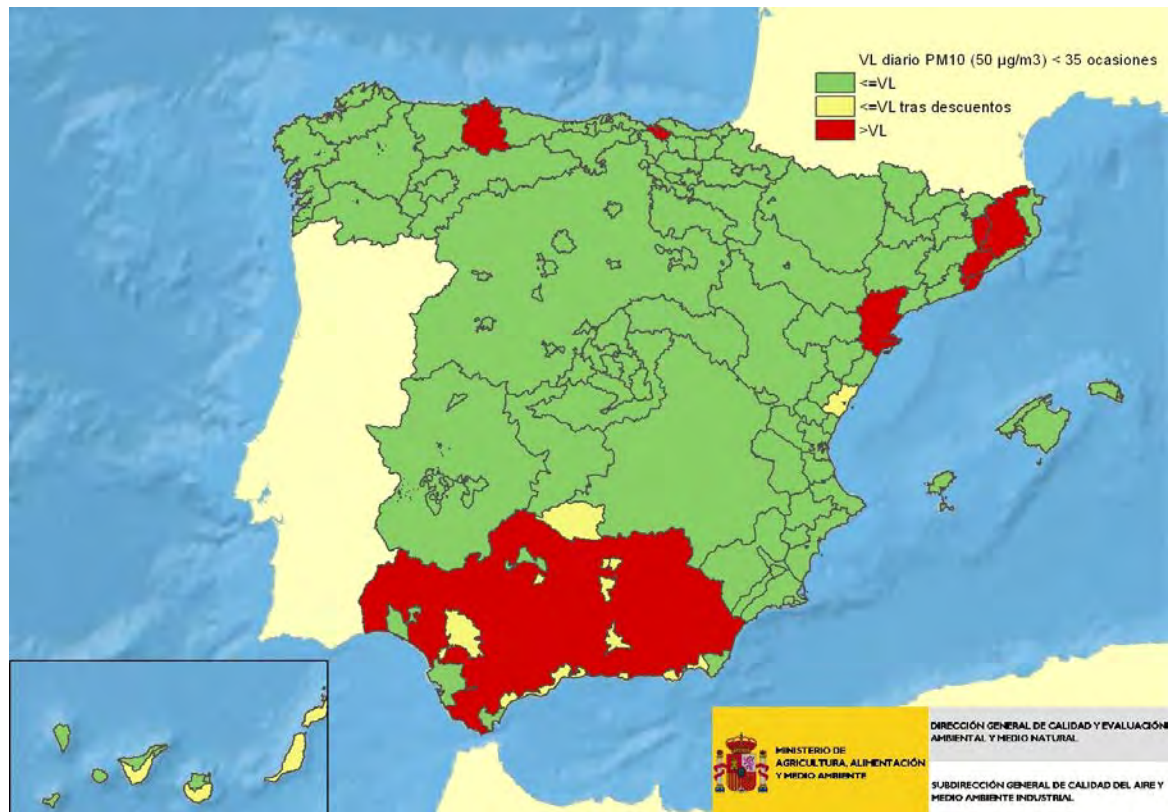 VL diario PM10 (50 µg/m3) < 35 ocasiones
<=VL
<=VL tras descuentos
>VL
MINISTERIO DE
AGRICULTURA, ALIMENTACIÓN
Y MEDIO AMBIENTE
DIRECCIÓN GENERAL DE CALIDAD Y EVALUACIÓN
AMBIENTAL Y MEDIO NATURAL
SUBDIRECCIÓN GENERAL DE CALIDAD DEL AIRE Y
MEDIO AMBIENTE INDUSTRIAL